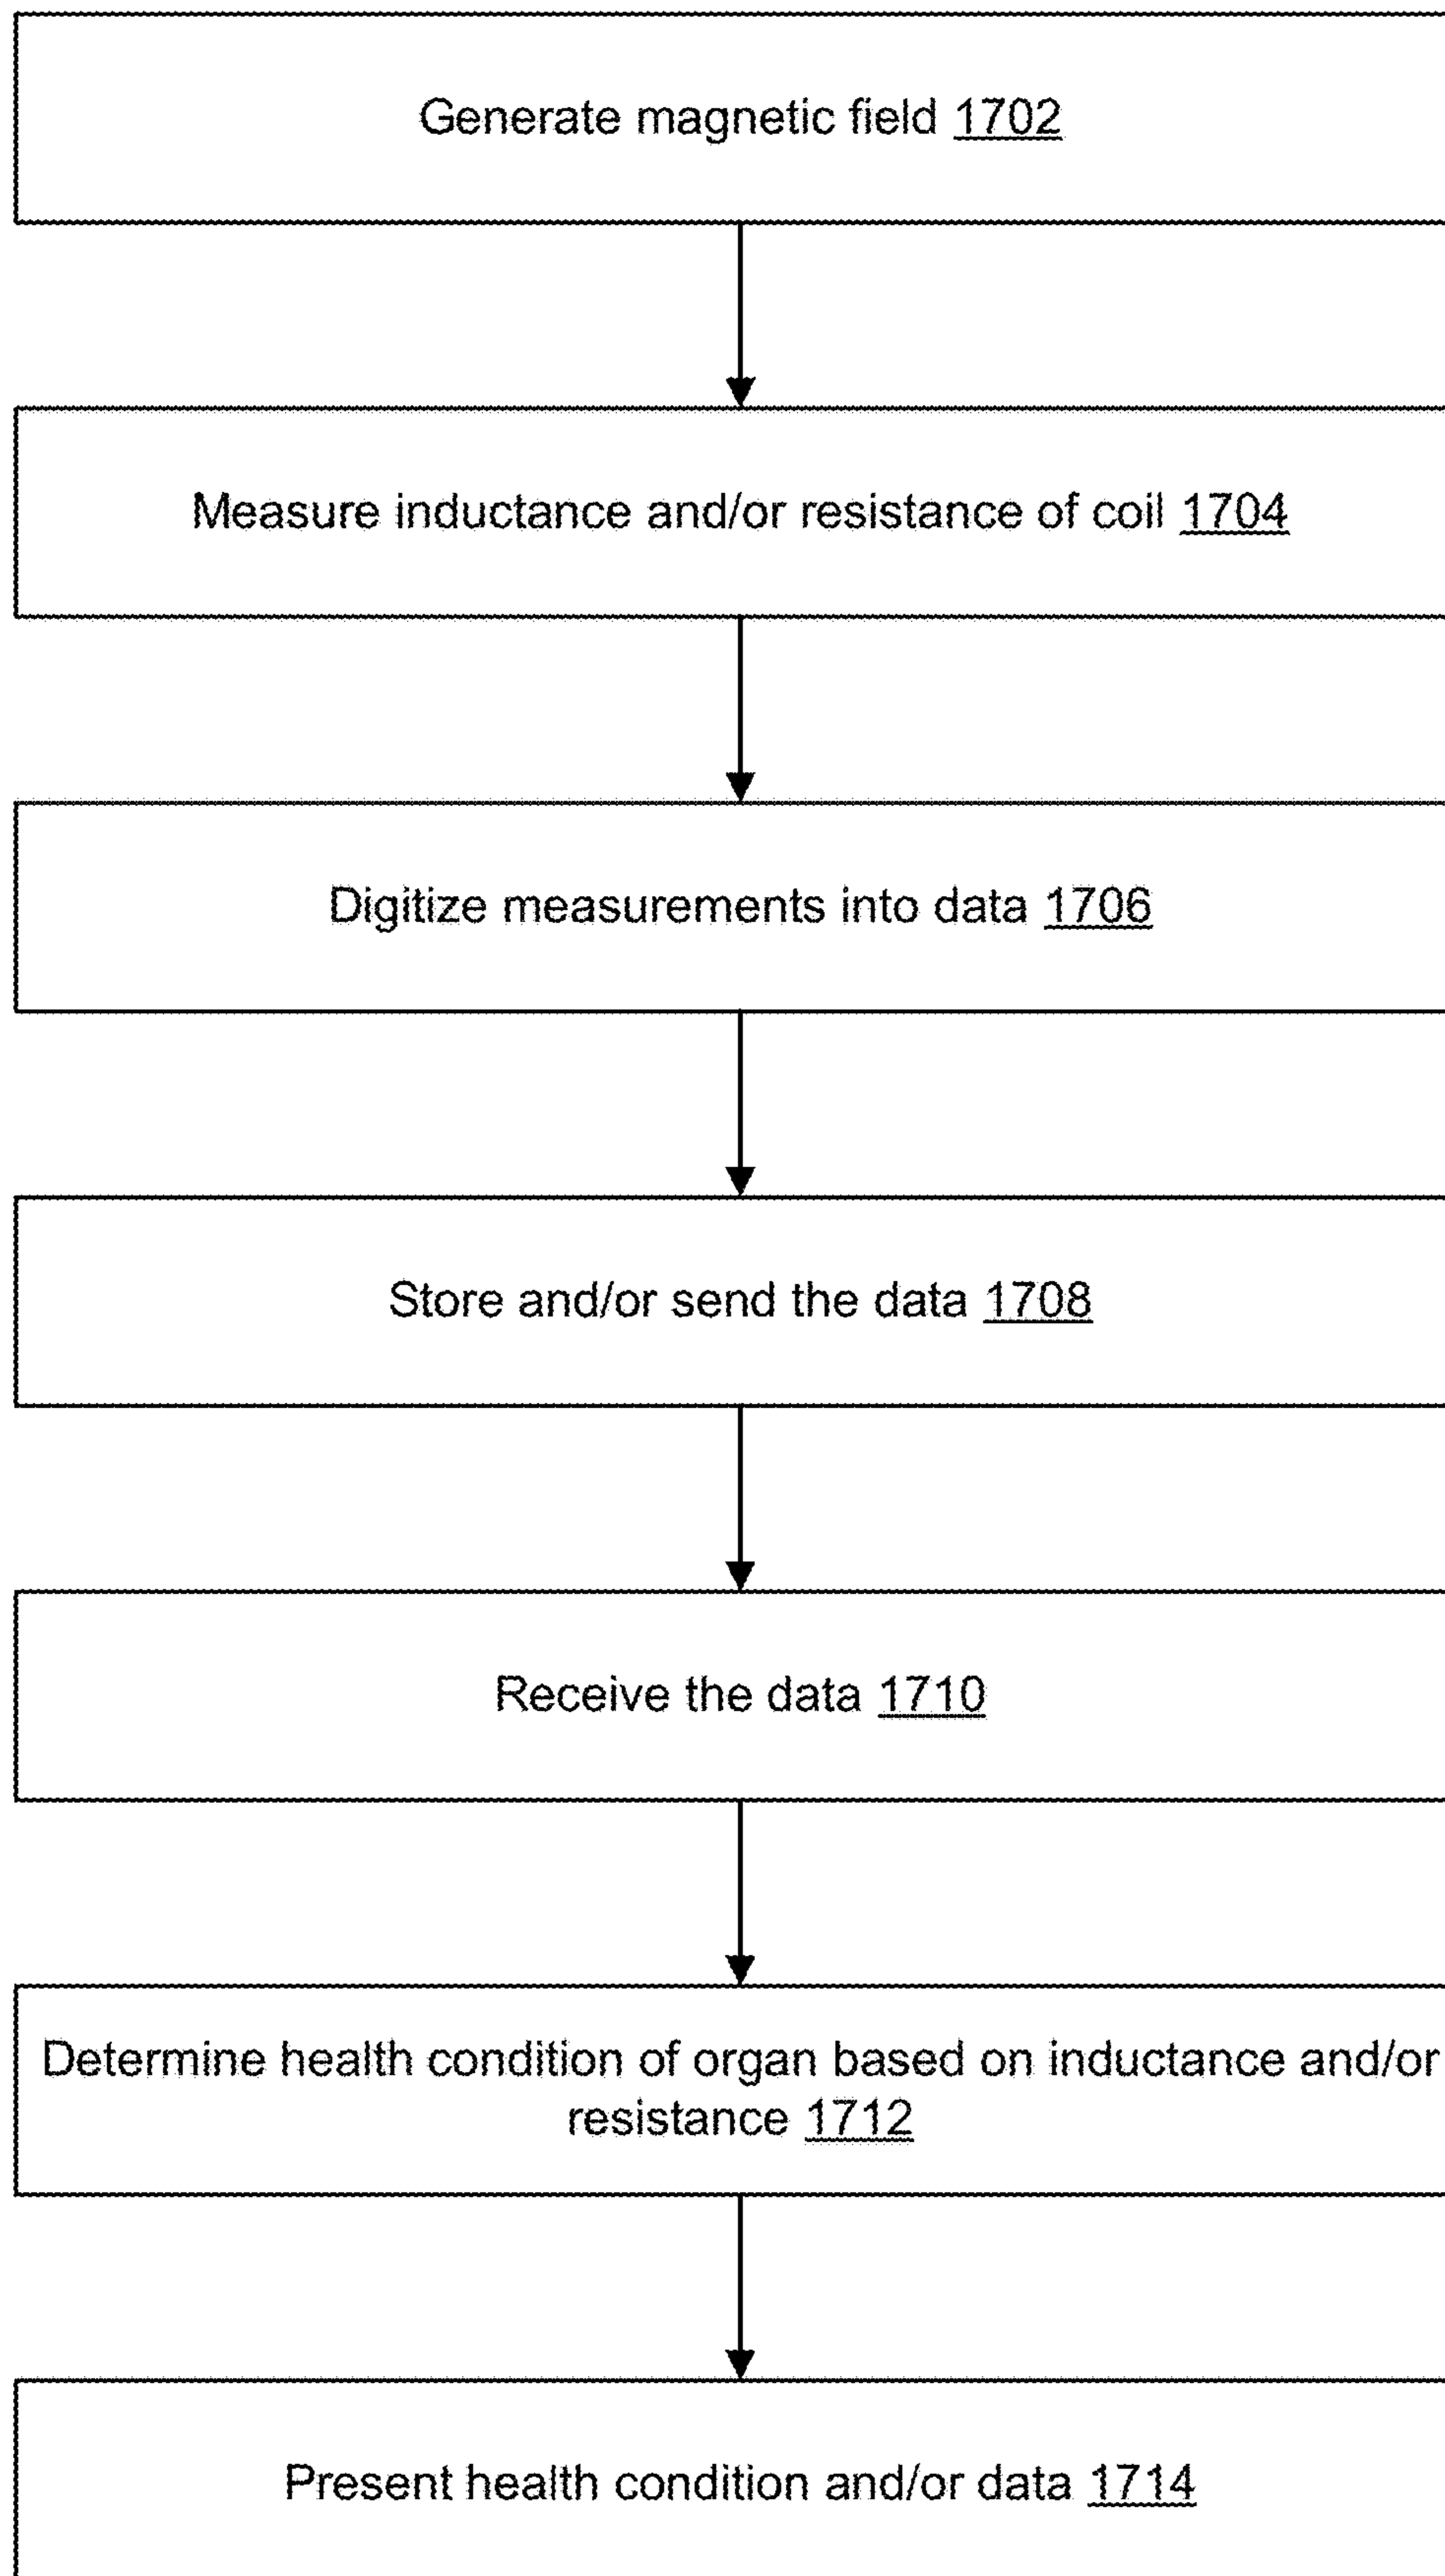 Generate magnetic field 1702
Measure inductance and/or resistance of coil 1704
Digitize measurements into data 1706
Store and/or send the data 1708
Receive the data 1710
Determine health condition of organ based on inductance and/or
resistance 1712
Present health condition and/or data 1714